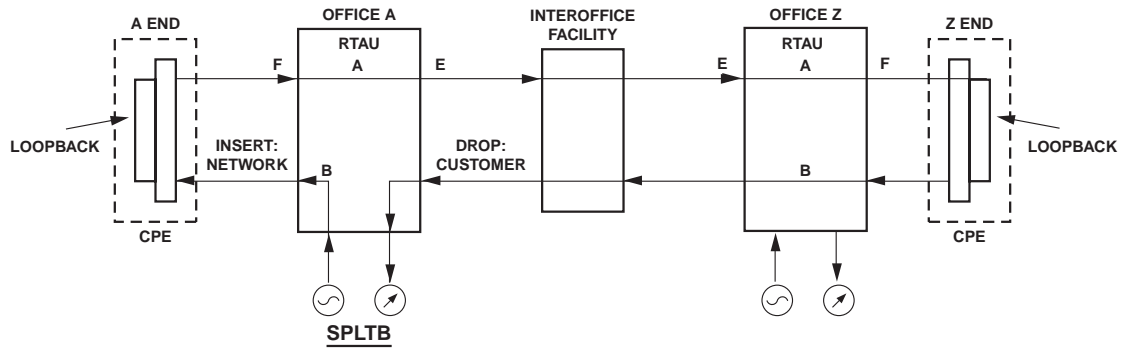 OFFICE A
INTEROFFICE
FACILITY
OFFICE Z
A END
Z END
RTAU
RTAU
F
A
E
E
A
F
LOOPBACK
INSERT:
NETWORK
DROP:
CUSTOMER
LOOPBACK
B
B
CPE
CPE
SPLTB